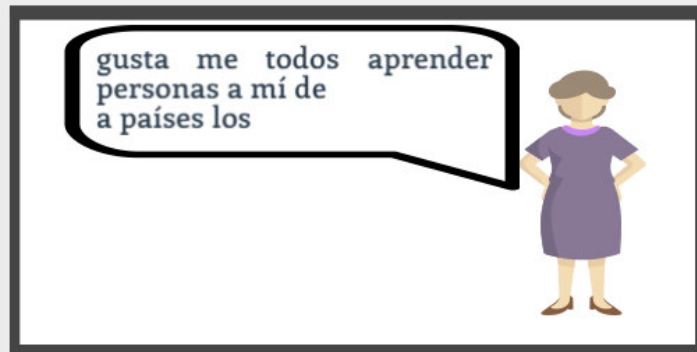 gusta me todos aprender
personas a mí de
a países los